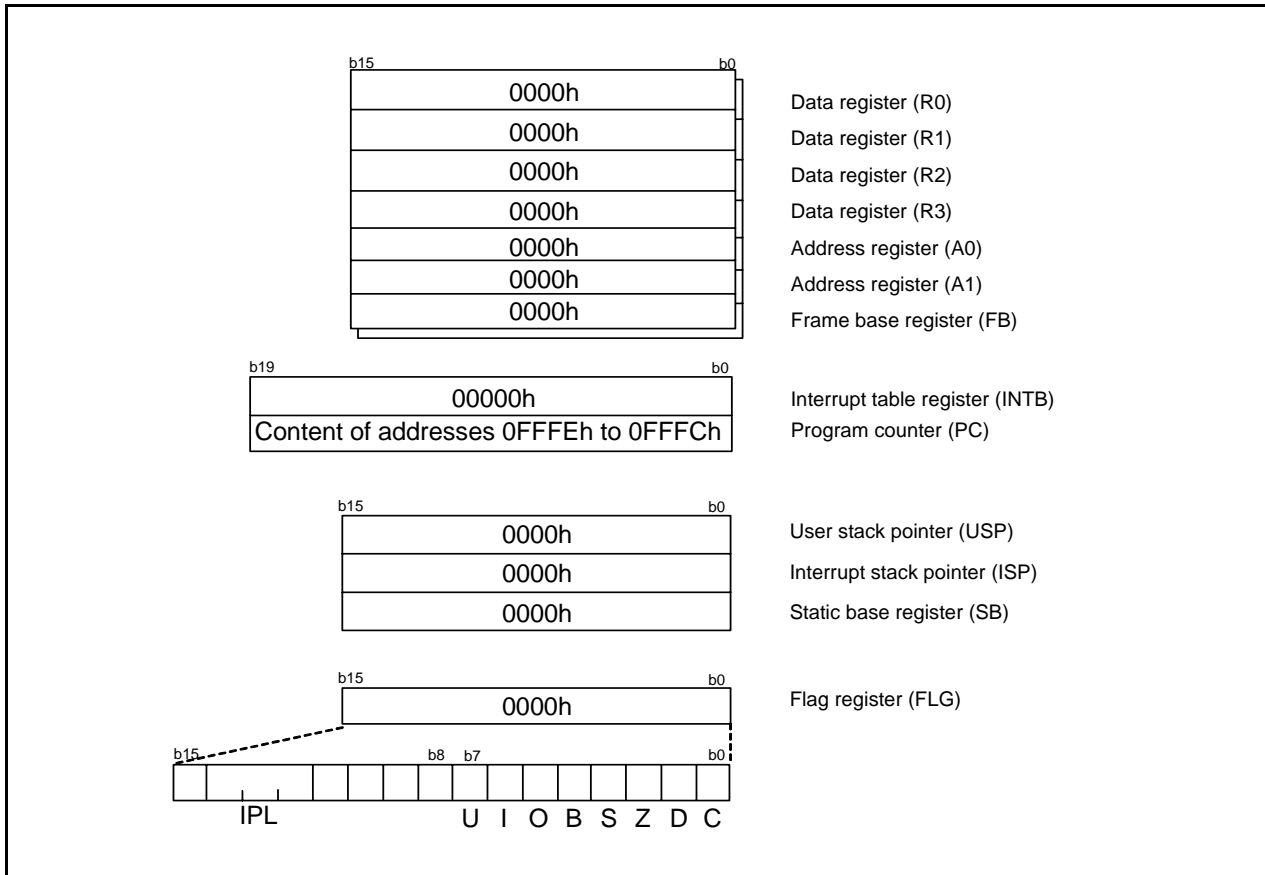 b15 b0
0000h Data register (R0)
0000h Data register (R1)
0000h Data register (R2)
0000h Data register (R3)
0000h Address register (A0)
0000h Address register (A1)
0000h Frame base register (FB)
b19 b0
00000h Interrupt table register (INTB)
Content of addresses 0FFFEh to 0FFFCh Program counter (PC)
b15 b0
0000h User stack pointer (USP)
0000h Interrupt stack pointer (ISP)
0000h Static base register (SB)
b15 b0
0000h Flag register (FLG)
b15 b8 b7 b0
IPL U I O B S Z D C